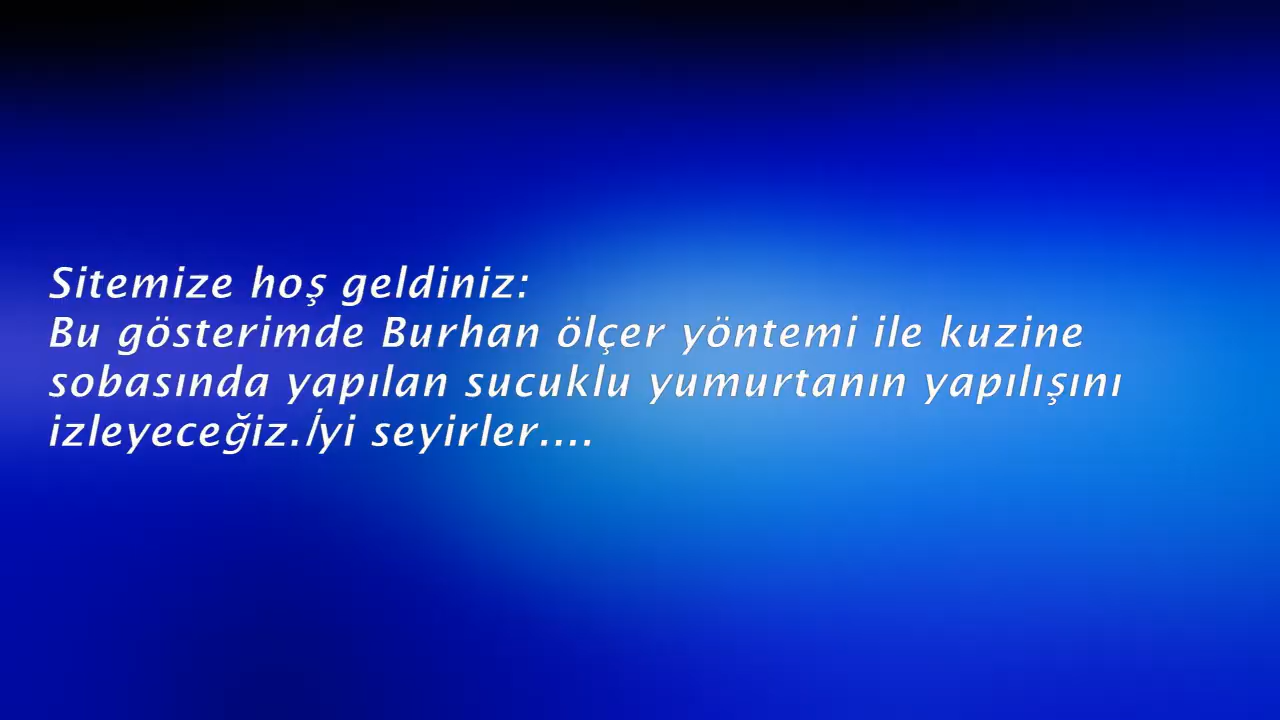 Sitemize hoş geldiniz:
Bu gösterimde Burhan ölçer yöntemi ile kuzine
sobasında yapılan sucuklu yumurtanın yapılışını
izleyeceğiz.İyi seyirler....